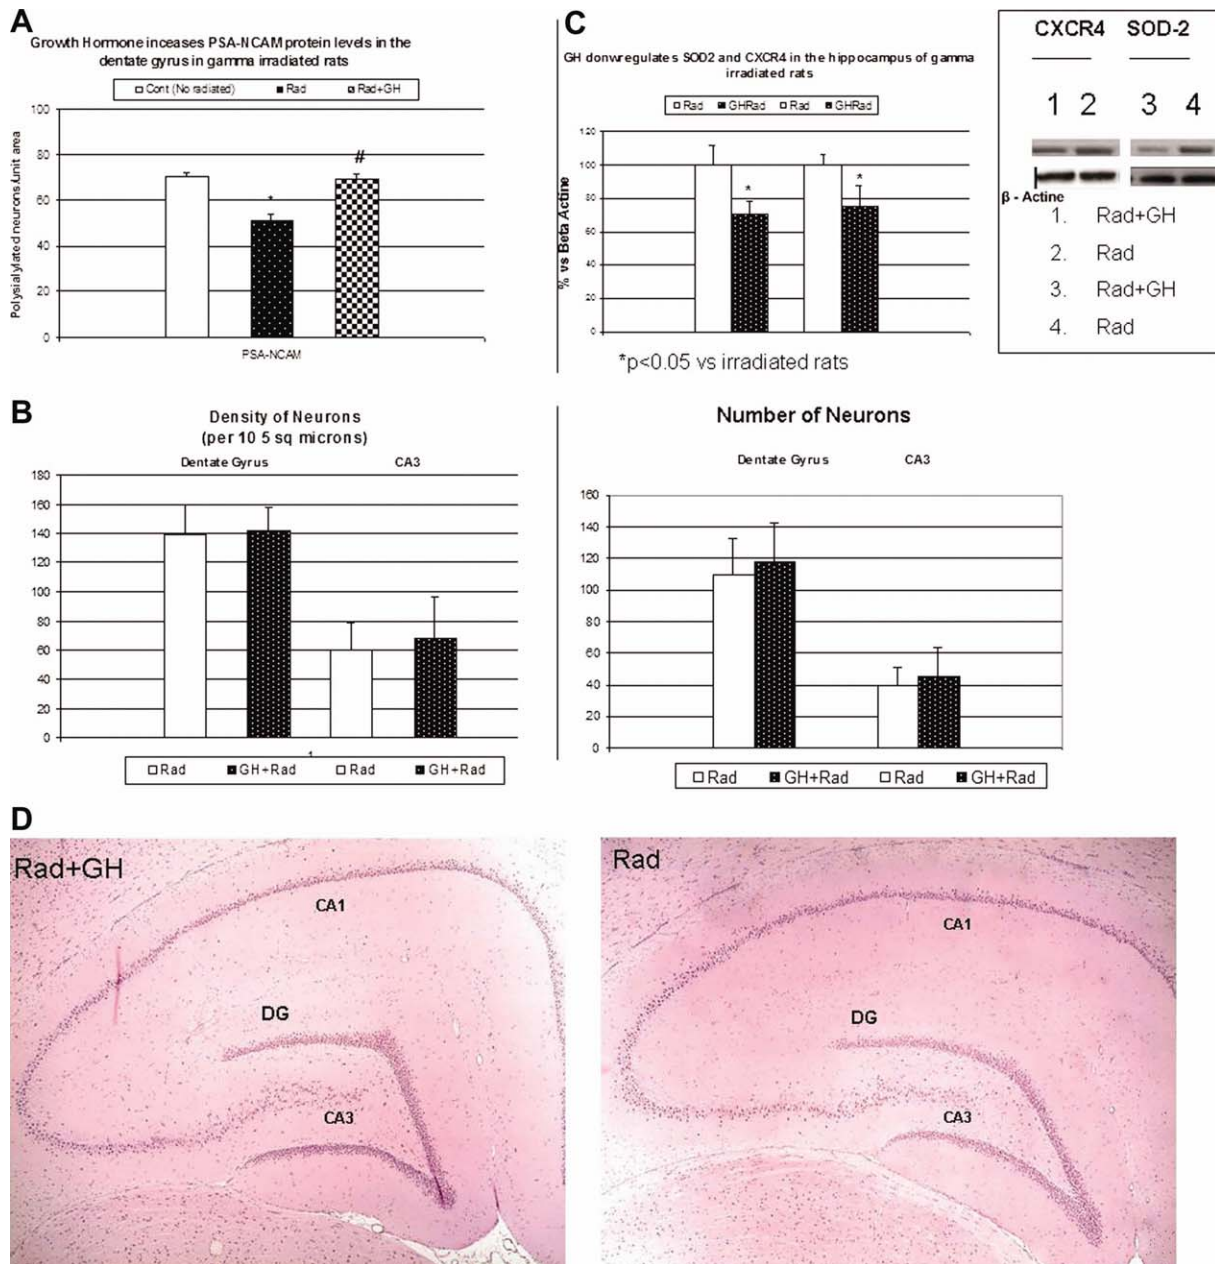 A
Growth Hormone inceases PSA-NCAM protein levels in the
dentate gyrus in gamma irradiated rats
Cont (No radiated) Rad Rad+GH
Polysialylated neurons/unit area
100
80
60
40
20
0
*
#
PSA-NCAM
C
GH donwregulates SOD2 and CXCR4 in the hippocampus of gamma
irradiated rats
Rad GHRad Rad GHRad
% vs Beta Actine
120
100
80
60
40
20
0
*
*
*p<0.05 vs irradiated rats
CXCR4 SOD-2
1 2 3 4
β - Actine
1. Rad+GH
2. Rad
3. Rad+GH
4. Rad
B
Density of Neurons
(per 10 5 sq microns)
Dentate Gyrus CA3
180
160
140
120
100
80
60
40
20
0
1
Rad GH+Rad Rad GH+Rad
Number of Neurons
Dentate Gyrus CA3
160
140
120
100
80
60
40
20
0
Rad GH+Rad Rad GH+Rad
D
Rad+GH
CA1
DG
CA3
Rad
CA1
DG
CA3